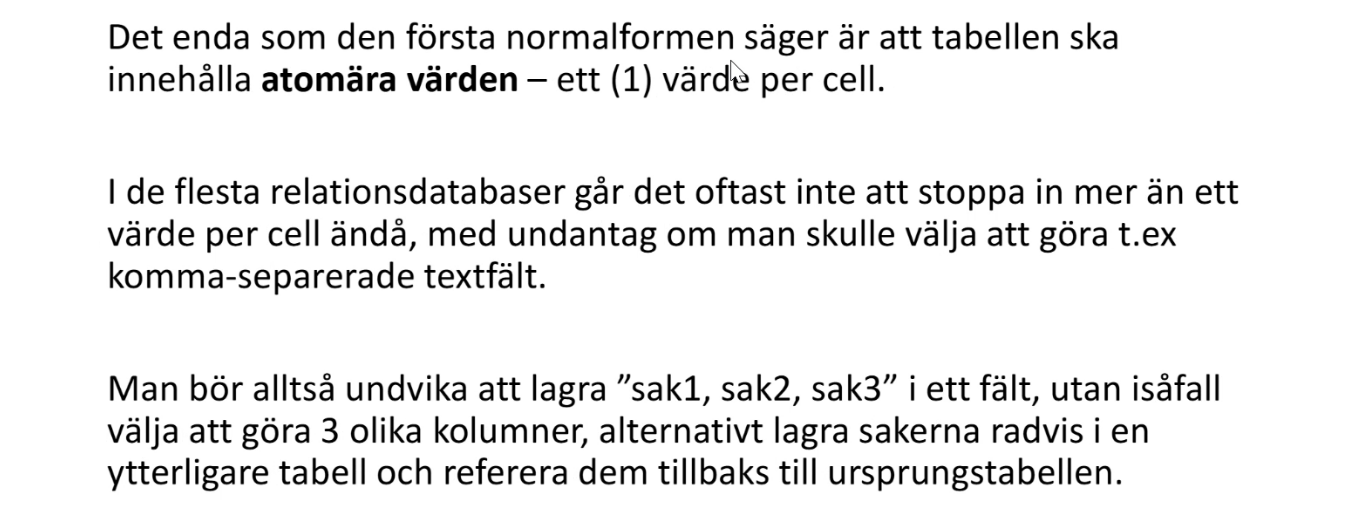 Det enda som den första normalformen säger är att tabellen ska
innehålla atomära värden – ett (1) värde per cell.
I de flesta relationsdatabaser går det oftast inte att stoppa in mer än ett
värde per cell ändå, med undantag om man skulle välja att göra t.ex
komma-separerade textfält.
Man bör alltså undvika att lagra ”sak1, sak2, sak3” i ett fält, utan isåfall
välja att göra 3 olika kolumner, alternativt lagra sakerna radvis i en
ytterligare tabell och referera dem tillbaks till ursprungstabellen.